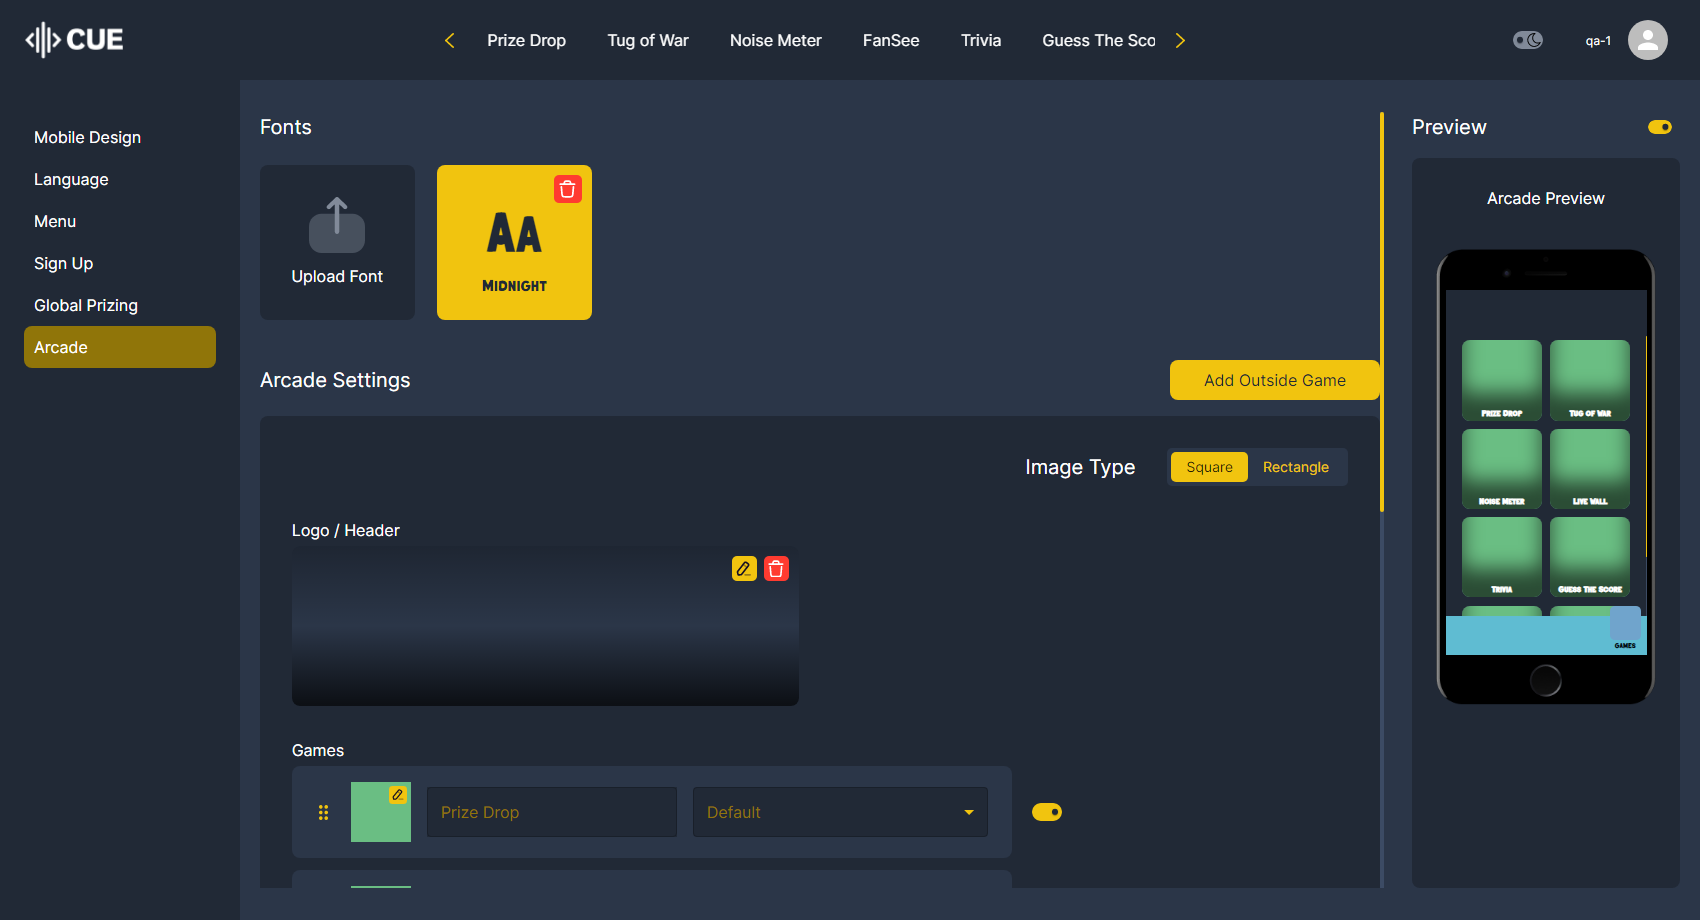 CUE
Prize Drop
Tug of War
Noise Meter
FanSee
Trivia
Guess The Sco
qa-1
Mobile Design
Language
Menu
Sign Up
Global Prizing
Arcade
Fonts
Upload Font
AA
MIDNIGHT
Arcade Settings
Add Outside Game
Image Type
Square
Rectangle
Logo / Header
Games
Prize Drop
Default
Preview
Arcade Preview
PRIZE DROP
TUG OF WAR
NOISE METER
LIVE WALL
TRIVIA
GUESS THE SCORE
GAMES